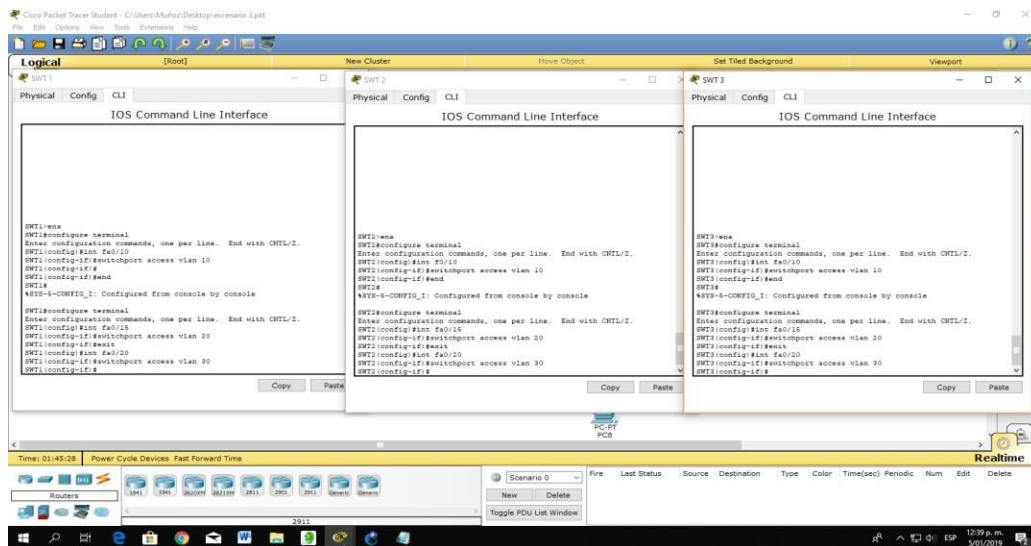 Cisco Packet Tracer Student - C:\Users\Muñoz\Desktop\escenario 3.pkt
File Edit Options View Tools Extensions Help
Logical [Root] New Cluster Move Object Set Tiled Background Viewport
SWT 1
Physical Config CLI
IOS Command Line Interface
SWT1>ena
SWT1#configure terminal
Enter configuration commands, one per line. End with CNTL/Z.
SWT1(config)#int fa0/10
SWT1(config-if)#switchport access vlan 10
SWT1(config-if)#
SWT1(config-if)#end
SWT1#
%SYS-5-CONFIG_I: Configured from console by console
SWT1#configure terminal
Enter configuration commands, one per line. End with CNTL/Z.
SWT1(config)#int fa0/15
SWT1(config-if)#switchport access vlan 20
SWT1(config-if)#exit
SWT1(config)#int fa0/20
SWT1(config-if)#switchport access vlan 30
SWT1(config-if)#
Copy Paste
SWT 2
Physical Config CLI
IOS Command Line Interface
SWT2>ena
SWT2#configure terminal
Enter configuration commands, one per line. End with CNTL/Z.
SWT2(config)#int f0/10
SWT2(config-if)#switchport access vlan 10
SWT2(config-if)#end
SWT2#
%SYS-5-CONFIG_I: Configured from console by console
SWT2#configure terminal
Enter configuration commands, one per line. End with CNTL/Z.
SWT2(config)#int fa0/15
SWT2(config-if)#switchport access vlan 20
SWT2(config-if)#exit
SWT2(config)#int fa0/20
SWT2(config-if)#switchport access vlan 30
SWT2(config-if)#
Copy Paste
SWT 3
Physical Config CLI
IOS Command Line Interface
SWT3>ena
SWT3#configure terminal
Enter configuration commands, one per line. End with CNTL/Z.
SWT3(config)#int fa0/10
SWT3(config-if)#switchport access vlan 10
SWT3(config-if)#end
SWT3#
%SYS-5-CONFIG_I: Configured from console by console
SWT3#configure terminal
Enter configuration commands, one per line. End with CNTL/Z.
SWT3(config)#int fa0/15
SWT3(config-if)#switchport access vlan 20
SWT3(config-if)#exit
SWT3(config)#int fa0/20
SWT3(config-if)#switchport access vlan 30
SWT3(config-if)#
Copy Paste
PC-PT
PC8
Time: 01:45:28 Power Cycle Devices Fast Forward Time Realtime
Routers
1841 1941 2620XM 2621XM 2811 2901 2911 Generic Generic
2911
Scenario 0
New Delete
Toggle PDU List Window
Fire Last Status Source Destination Type Color Time(sec) Periodic Num Edit Delete
ESP
12:39 p. m.
5/01/2019